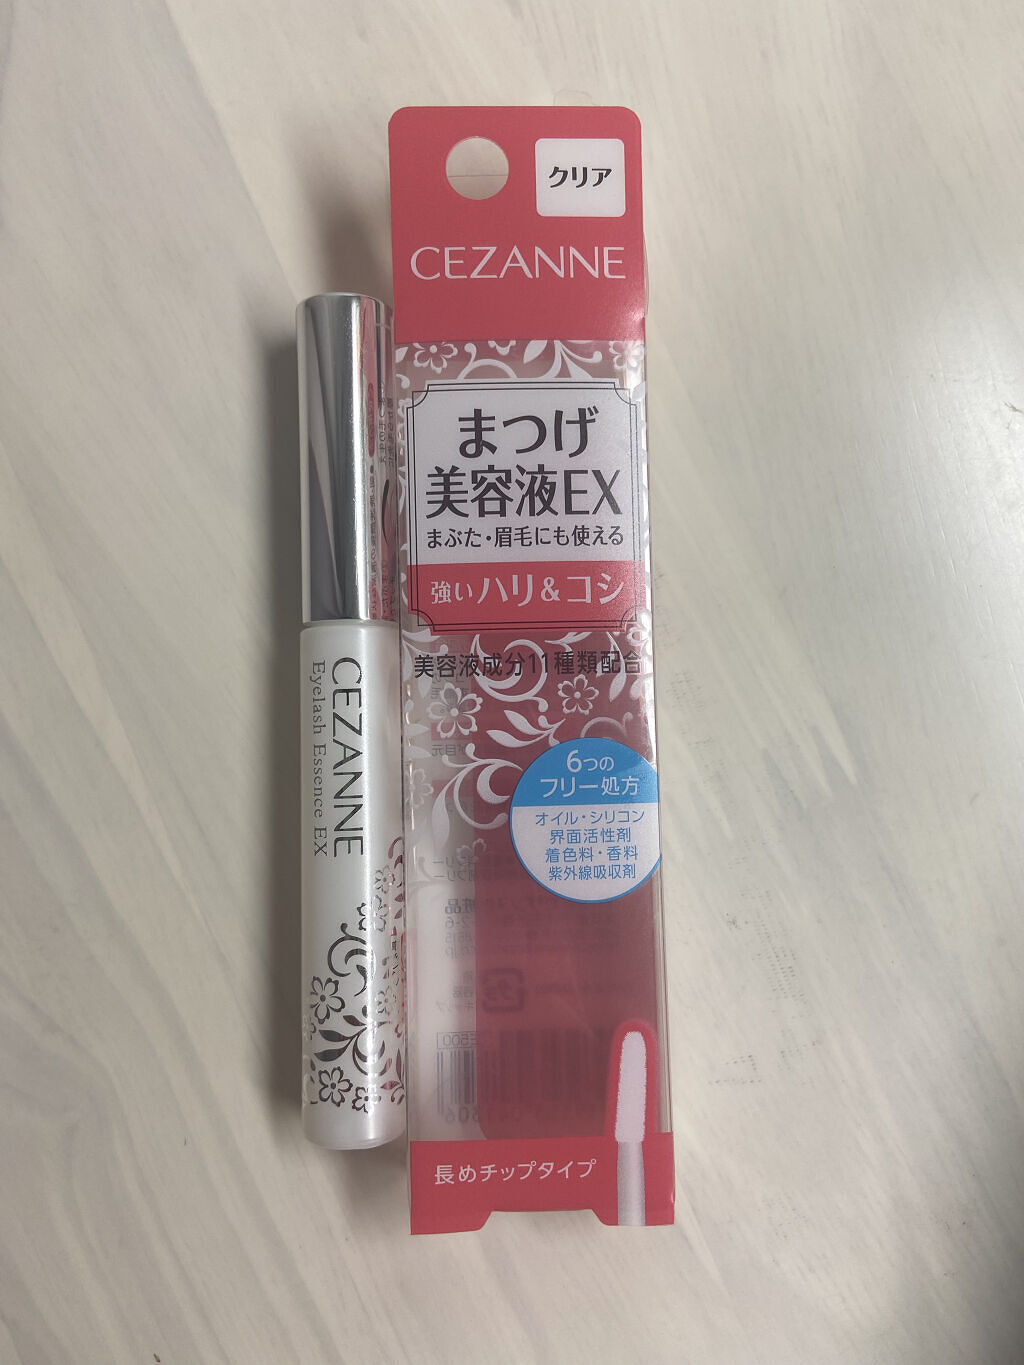 クリア
CEZANNE
まつげ
美容液EX
まぶた・眉毛にも使える
強いハリ&コシ
美容液成分11種類配合
6つの
フリー処方
オイル・シリコン
界面活性剤
着色料・香料
紫外線吸収剤
長めチップタイプ
CEZANNE
Eyelash Essence EX